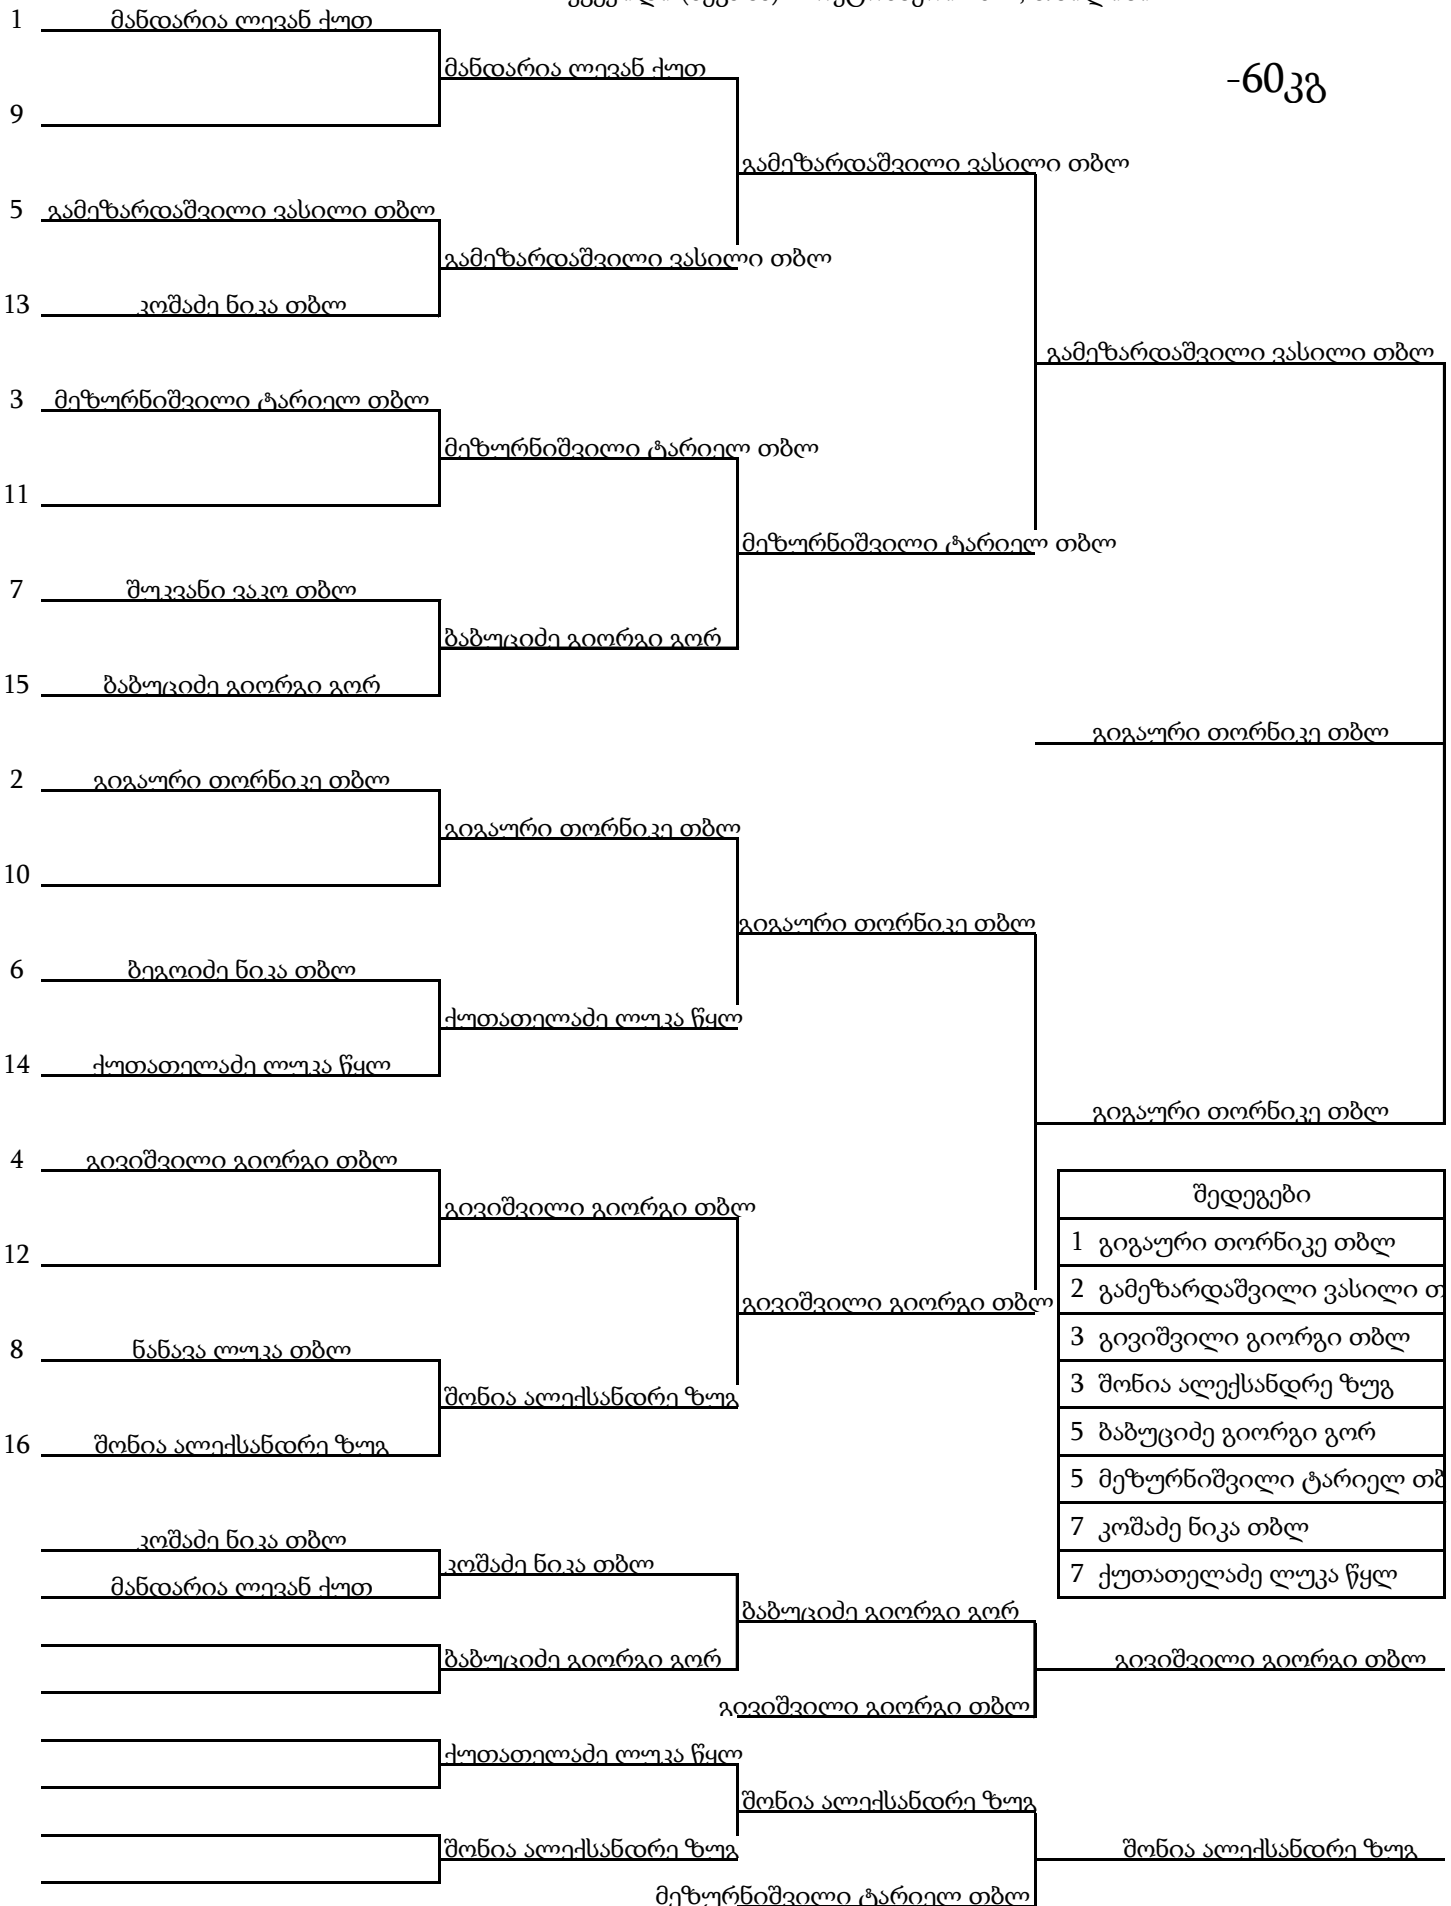 1 მანდარია ლევან ქუთ
მანდარია ლევან ქუთ
-60კგ
9
გამეზარდაშვილი ვასილი თბლ
5 გამეზარდაშვილი ვასილი თბლ
გამეზარდაშვილი ვასილი თბლ
13 კოშაძე ნიკა თბლ
გამეზარდაშვილი ვასილი თბლ
3 მეზურნიშვილი ტარიელ თბლ
მეზურნიშვილი ტარიელ თბლ
11
მეზურნიშვილი ტარიელ თბლ
7 შუკვანი ვაკო თბლ
ბაბუციძე გიორგი გორ
15 ბაბუციძე გიორგი გორ
გიგაური თორნიკე თბლ
2 გიგაური თორნიკე თბლ
გიგაური თორნიკე თბლ
10
გიგაური თორნიკე თბლ
6 ბეგოიძე ნიკა თბლ
ქუთათელაძე ლუკა წყლ
14 ქუთათელაძე ლუკა წყლ
გიგაური თორნიკე თბლ
4 გივიშვილი გიორგი თბლ
გივიშვილი გიორგი თბლ
12
გივიშვილი გიორგი თბლ
8 ნანავა ლუკა თბლ
შონია ალექსანდრე ზუგ
16 შონია ალექსანდრე ზუგ
შედეგები
1 გიგაური თორნიკე თბლ
2 გამეზარდაშვილი ვასილი
3 გივიშვილი გიორგი თბლ
3 შონია ალექსანდრე ზუგ
5 ბაბუციძე გიორგი გორ
5 მეზურნიშვილი ტარიელ
7 კოშაძე ნიკა თბლ
7 ქუთათელაძე ლუკა წყლ
კოშაძე ნიკა თბლ
კოშაძე ნიკა თბლ
მანდარია ლევან ქუთ
ბაბუციძე გიორგი გორ
ბაბუციძე გიორგი გორ
გივიშვილი გიორგი თბლ
გივიშვილი გიორგი თბლ
ქუთათელაძე ლუკა წყლ
შონია ალექსანდრე ზუგ
შონია ალექსანდრე ზუგ
შონია ალექსანდრე ზუგ
მეზურნიშვილი ტარიელ თბლ